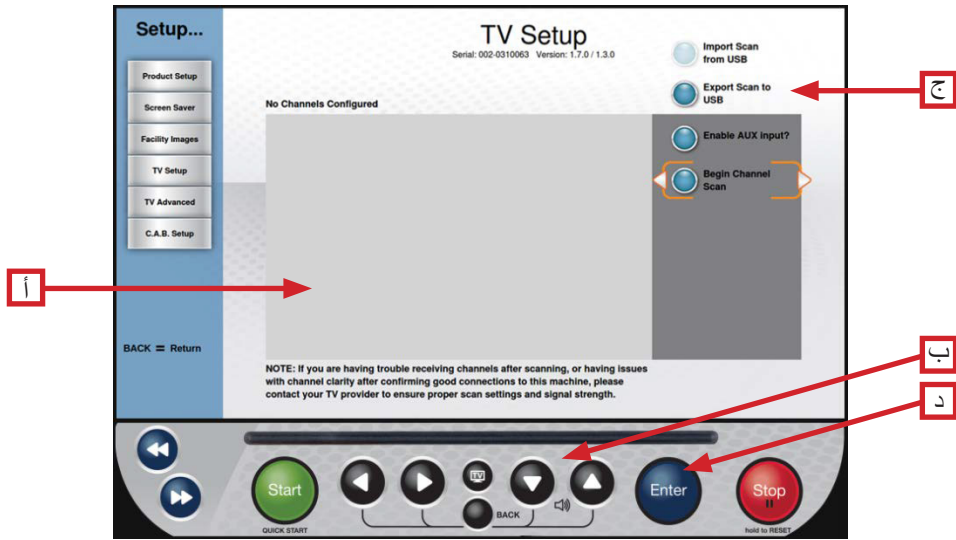 Setup...
Product Setup
Screen Saver
Facility Images
TV Setup
TV Advanced
C.A.B. Setup
BACK = Return
TV Setup
Serial: 002-0310063 Version: 1.7.0 / 1.3.0
Import Scan
from USB
Export Scan to
USB
No Channels Configured
Enable AUX input?
Begin Channel
Scan
NOTE: If you are having trouble receiving channels after scanning, or having issues
with channel clarity after confirming good connections to this machine, please
contact your TV provider to ensure proper scan settings and signal strength.
ج
أ
ب
د
Start
QUICK START
TV
BACK
Enter
Stop
hold to RESET